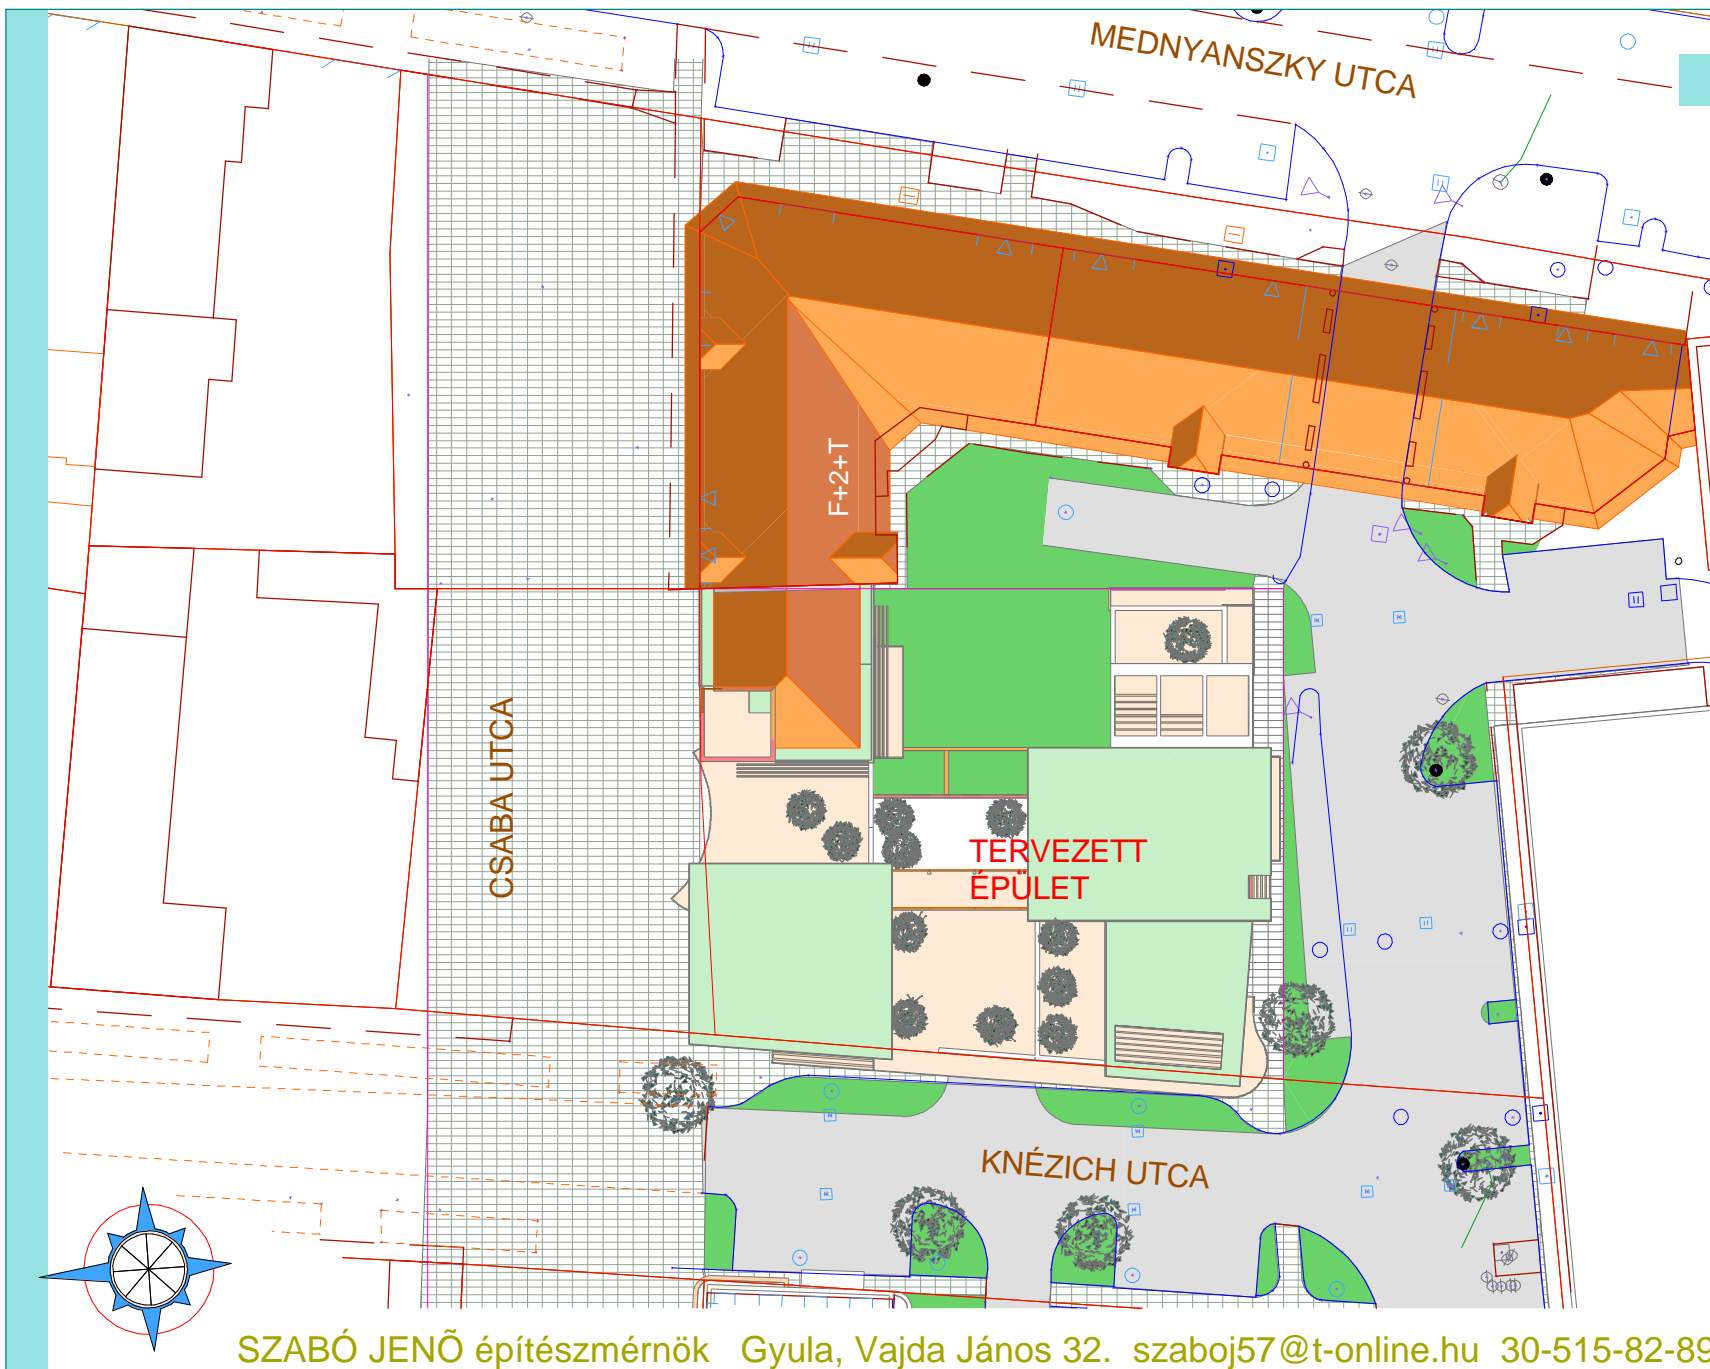 MEDNYANSZKY UTCA
F+2+T
CSABA UTCA
TERVEZETT
ÉPÜLET
KNÉZICH UTCA
SZABÓ JENÕ építészmérnök Gyula, Vajda János 32. szaboj57@t-online.hu 30-515-82-89